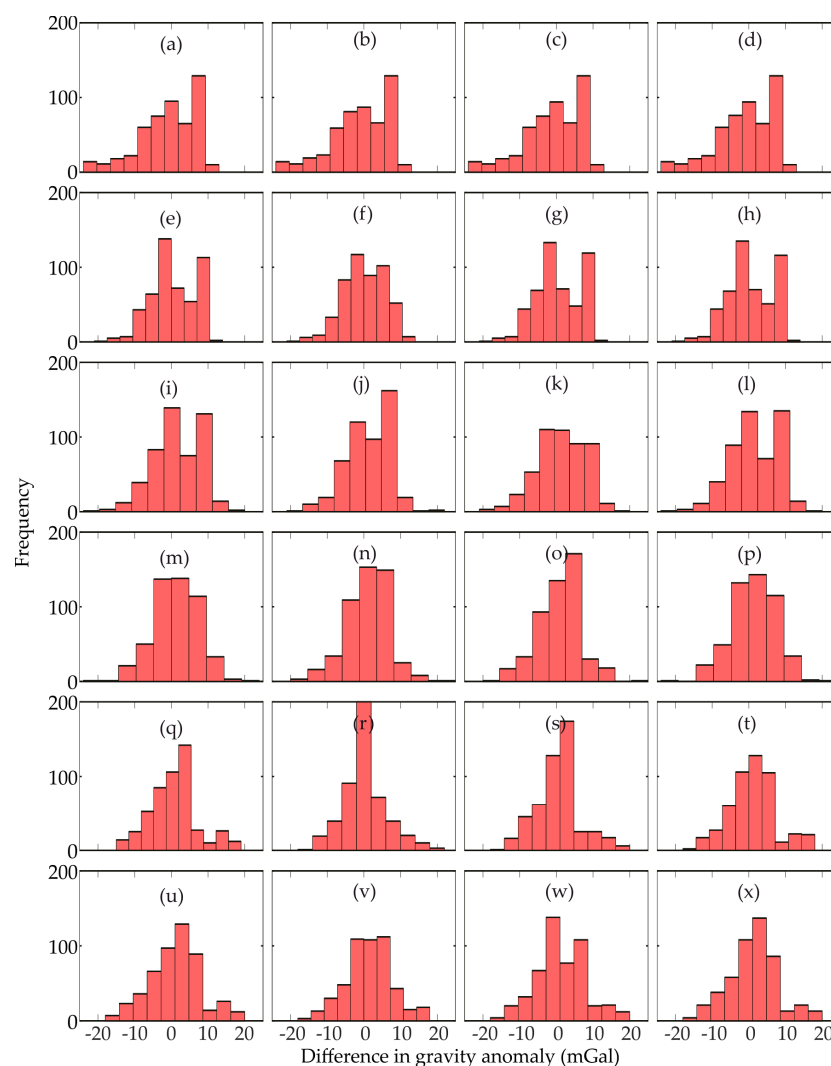 200
(a) (b) (c) (d)
100
0
200
(e) (f) (g) (h)
100
0
200
(i) (j) (k) (l)
100
0
Frequency
200
(m) (n) (o) (p)
100
0
200
(q) (r) (s) (t)
100
0
200
(u) (v) (w) (x)
100
0
-20 -10 0 10 20 -20 -10 0 10 20 -20 -10 0 10 20 -20 -10 0 10 20
Difference in gravity anomaly (mGal)